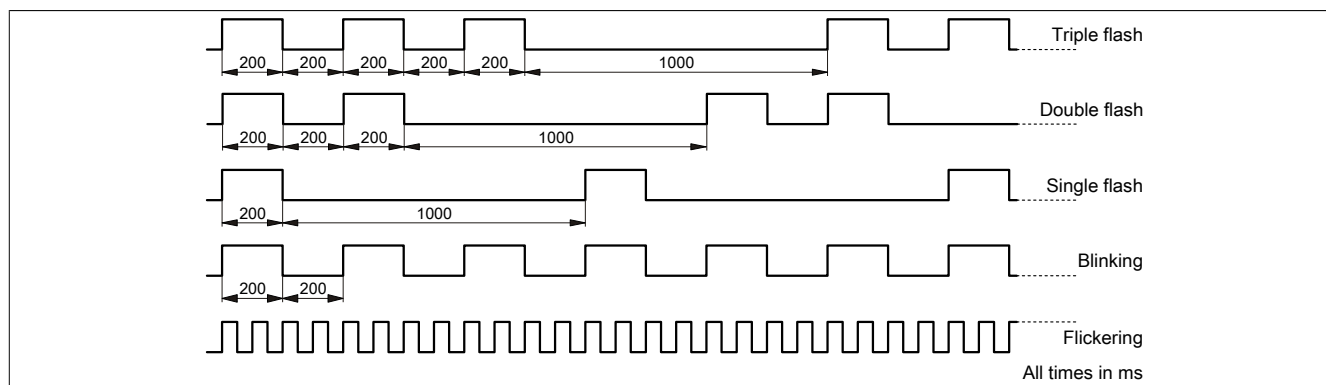 Triple flash
200 200 200 200 200 1000
Double flash
200 200 200 1000
Single flash
200 1000
Blinking
200 200
Flickering
All times in ms